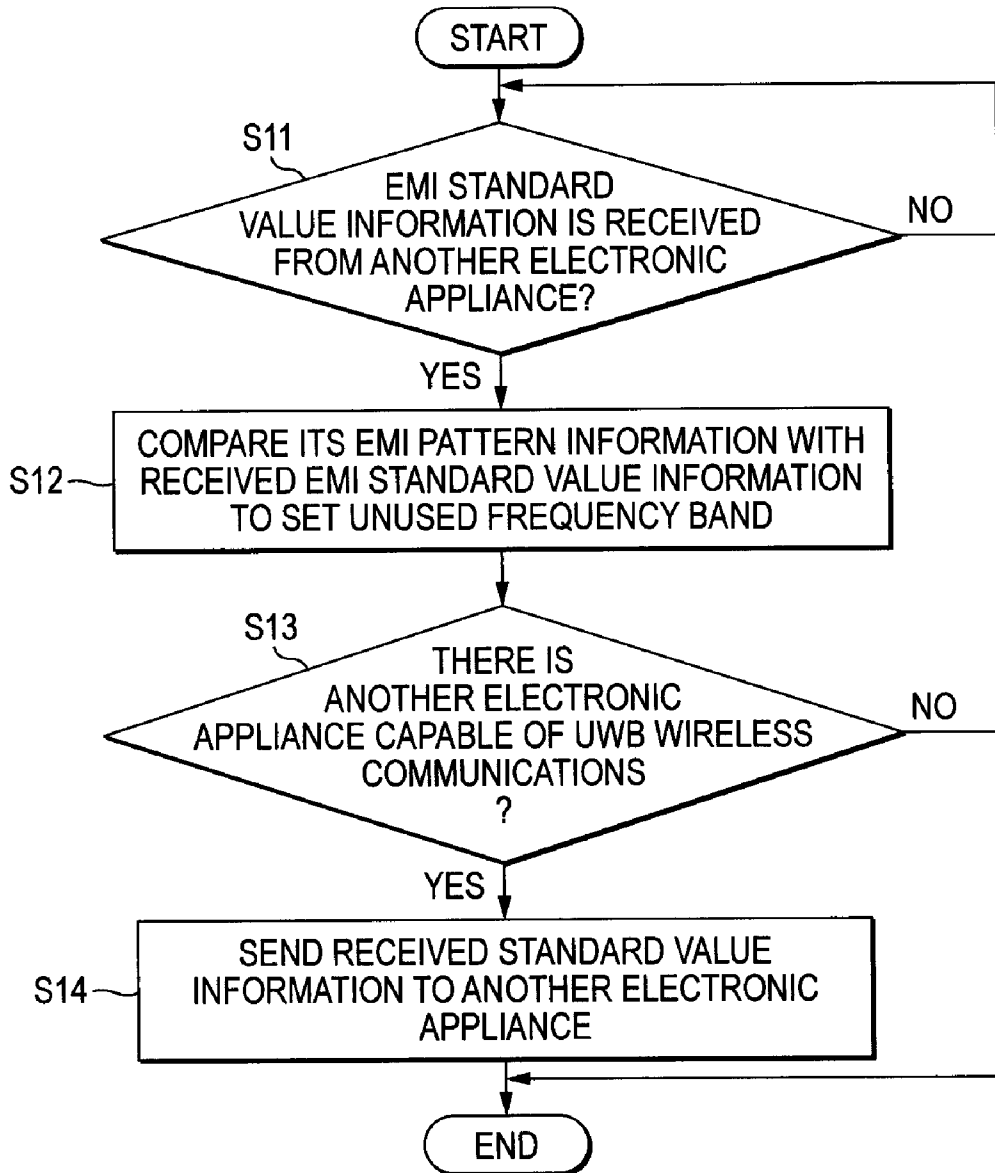 START
S11
EMI STANDARD
VALUE INFORMATION IS RECEIVED
FROM ANOTHER ELECTRONIC
APPLIANCE?
NO
YES
S12
COMPARE ITS EMI PATTERN INFORMATION WITH
RECEIVED EMI STANDARD VALUE INFORMATION
TO SET UNUSED FREQUENCY BAND
S13
THERE IS
ANOTHER ELECTRONIC
APPLIANCE CAPABLE OF UWB WIRELESS
COMMUNICATIONS
?
NO
YES
S14
SEND RECEIVED STANDARD VALUE
INFORMATION TO ANOTHER ELECTRONIC
APPLIANCE
END